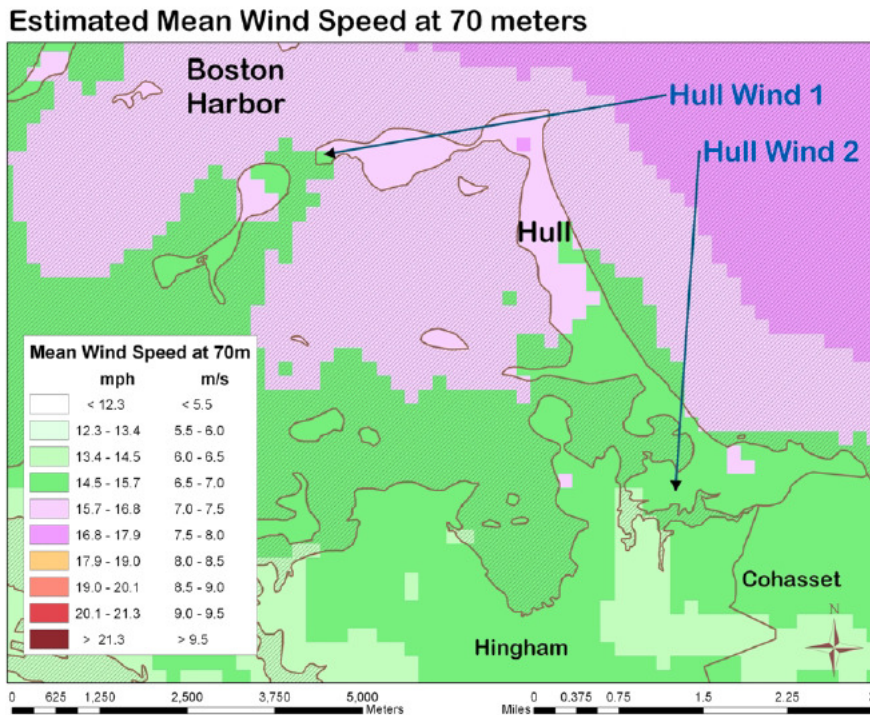 Estimated Mean Wind Speed at 70 meters
Boston
Harbor
Hull Wind 1
Hull Wind 2
Hull
Mean Wind Speed at 70m
mph m/s
< 12.3 < 5.5
12.3 - 13.4 5.5 - 6.0
13.4 - 14.5 6.0 - 6.5
14.5 - 15.7 6.5 - 7.0
15.7 - 16.8 7.0 - 7.5
16.8 - 17.9 7.5 - 8.0
17.9 - 19.0 8.0 - 8.5
19.0 - 20.1 8.5 - 9.0
20.1 - 21.3 9.0 - 9.5
> 21.3 > 9.5
Cohasset
Hingham
N
0 625 1,250 2,500 3,750 5,000
Meters
0 0.375 0.75 1.5 2.25 3
Miles